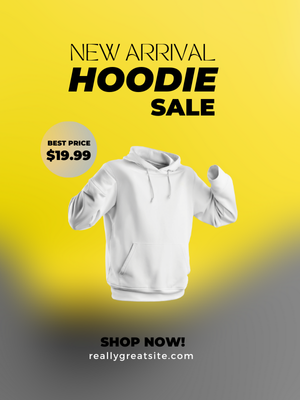 NEW ARRIVAL
HOODIE
SALE
BEST PRICE
$19.99
SHOP NOW!
reallygreatsite.com